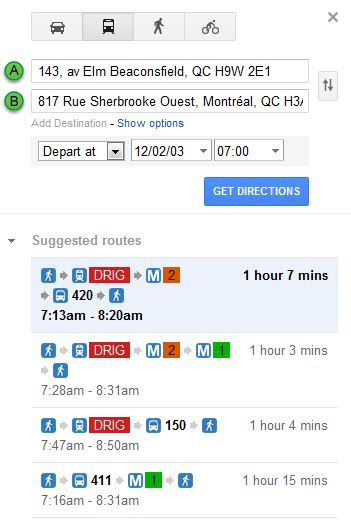 A 143, av Elm Beaconsfield, QC H9W 2E1
B 817 Rue Sherbrooke Ouest, Montréal, QC H3A
Add Destination - Show options
Depart at 12/02/03 07:00
GET DIRECTIONS
Suggested routes
DRIG M 2 1 hour 7 mins
420
7:13am - 8:20am
DRIG M 2 M 1 1 hour 3 mins
7:28am - 8:31am
DRIG 150 1 hour 4 mins
7:47am - 8:50am
411 M 1 1 hour 15 mins
7:16am - 8:31am